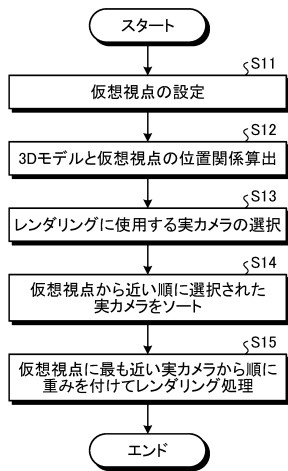 スタート
S11
仮想視点の設定
S12
3Dモデルと仮想視点の位置関係算出
S13
レンダリングに使用する実カメラの選択
S14
仮想視点から近い順に選択された
実カメラをソート
S15
仮想視点に最も近い実カメラから順に
重みを付けてレンダリング処理
エンド